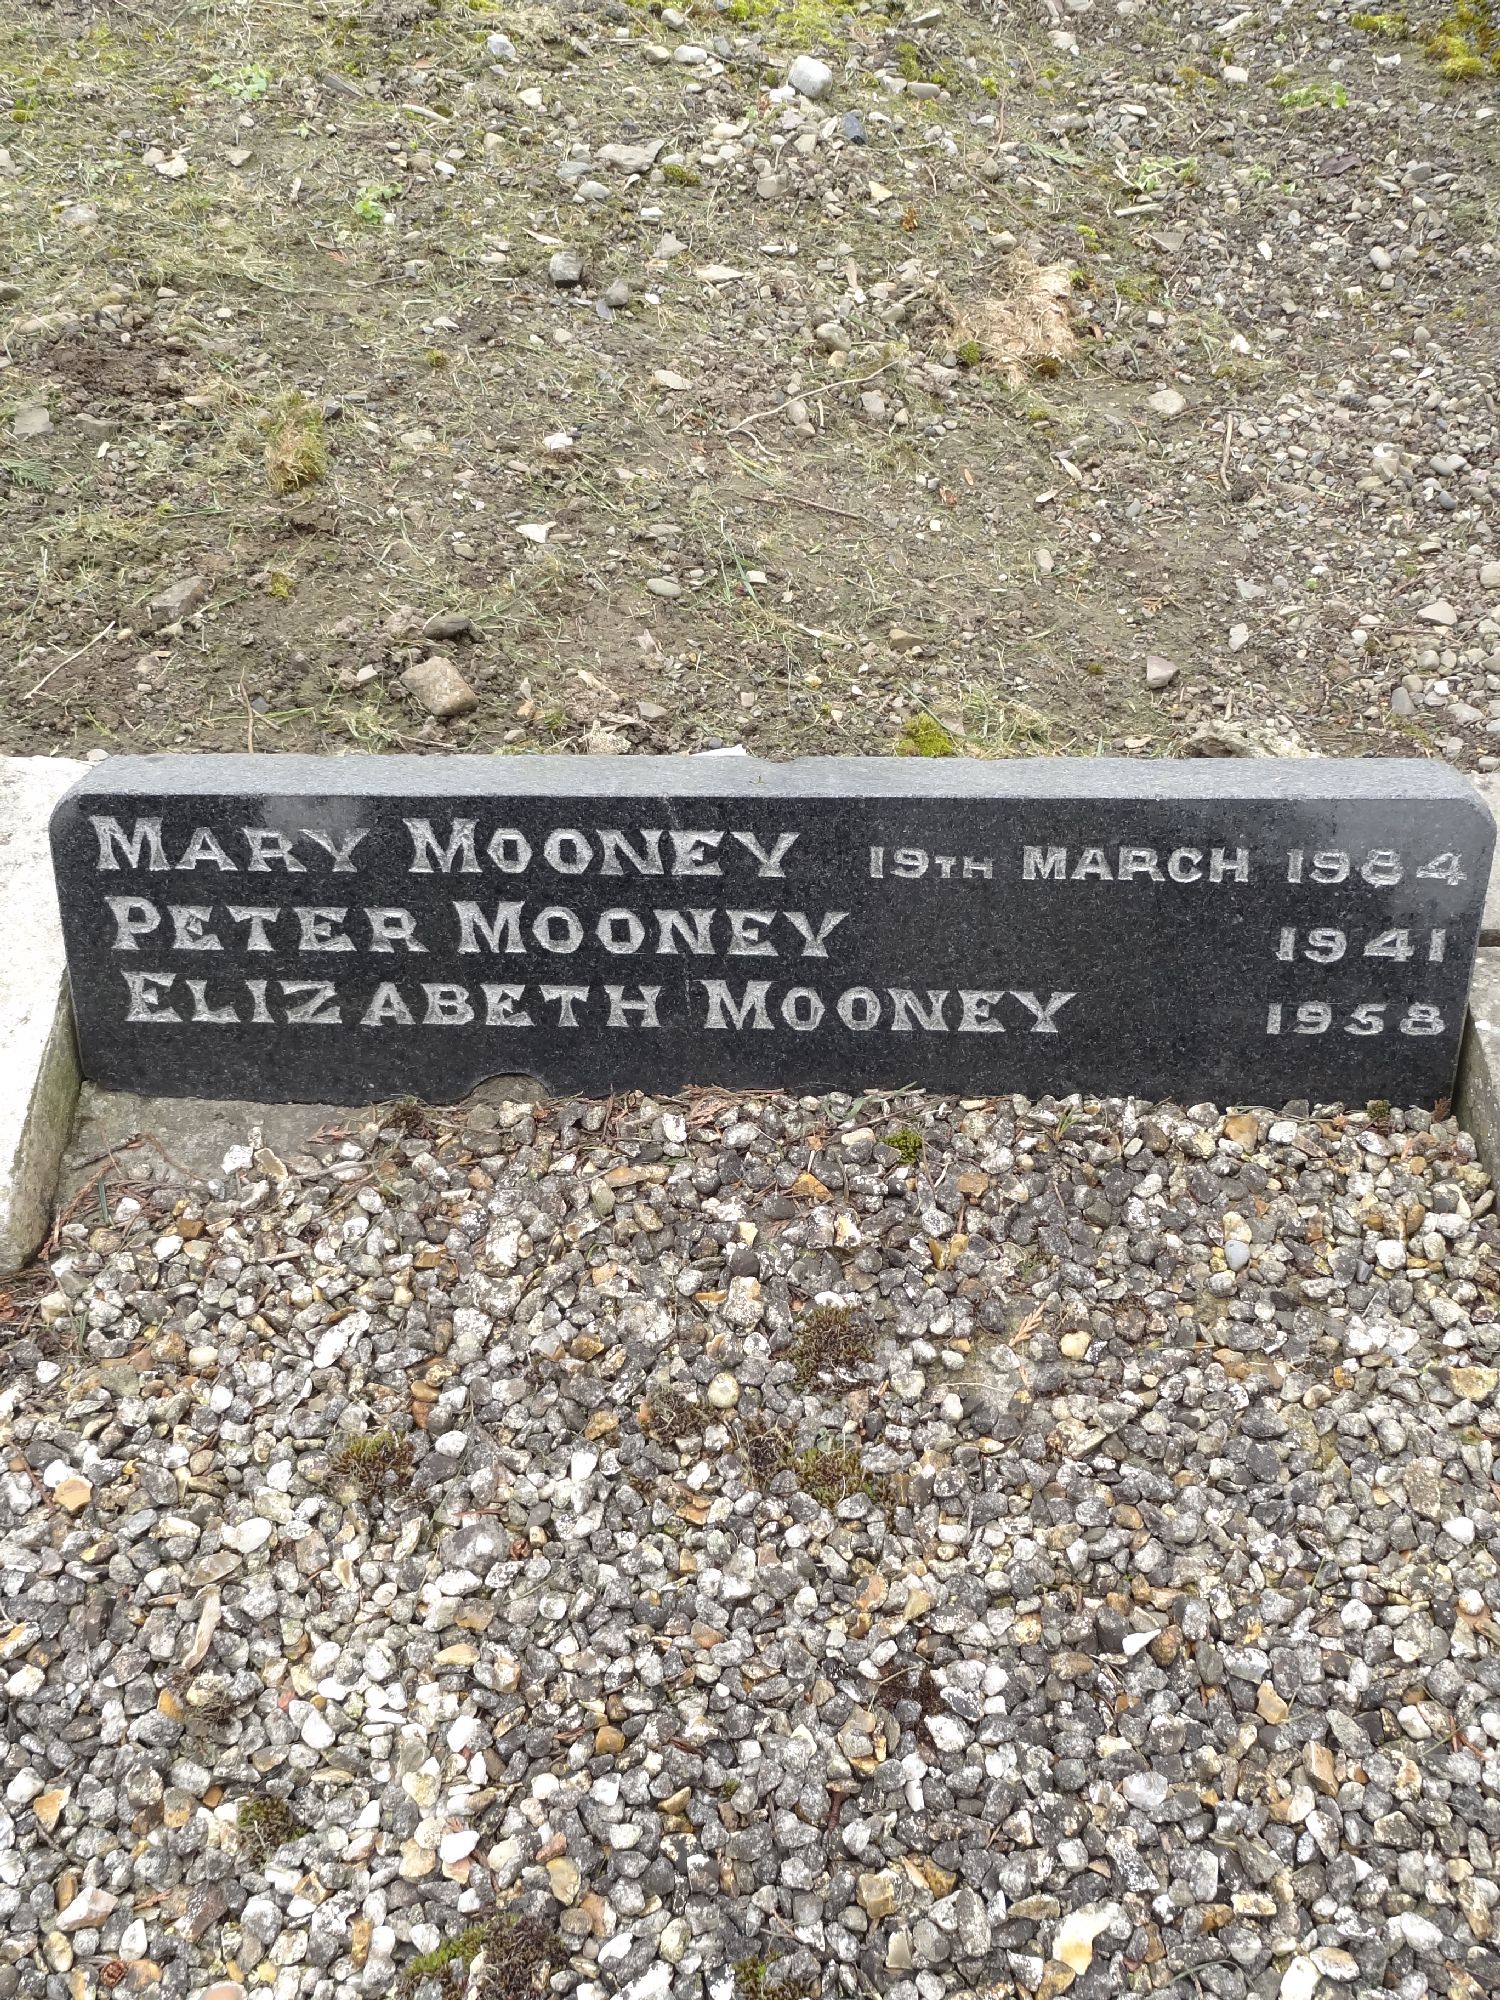 MARY MOONEY 19TH MARCH 1984
PETER MOONEY 1941
ELIZABETH MOONEY 1958